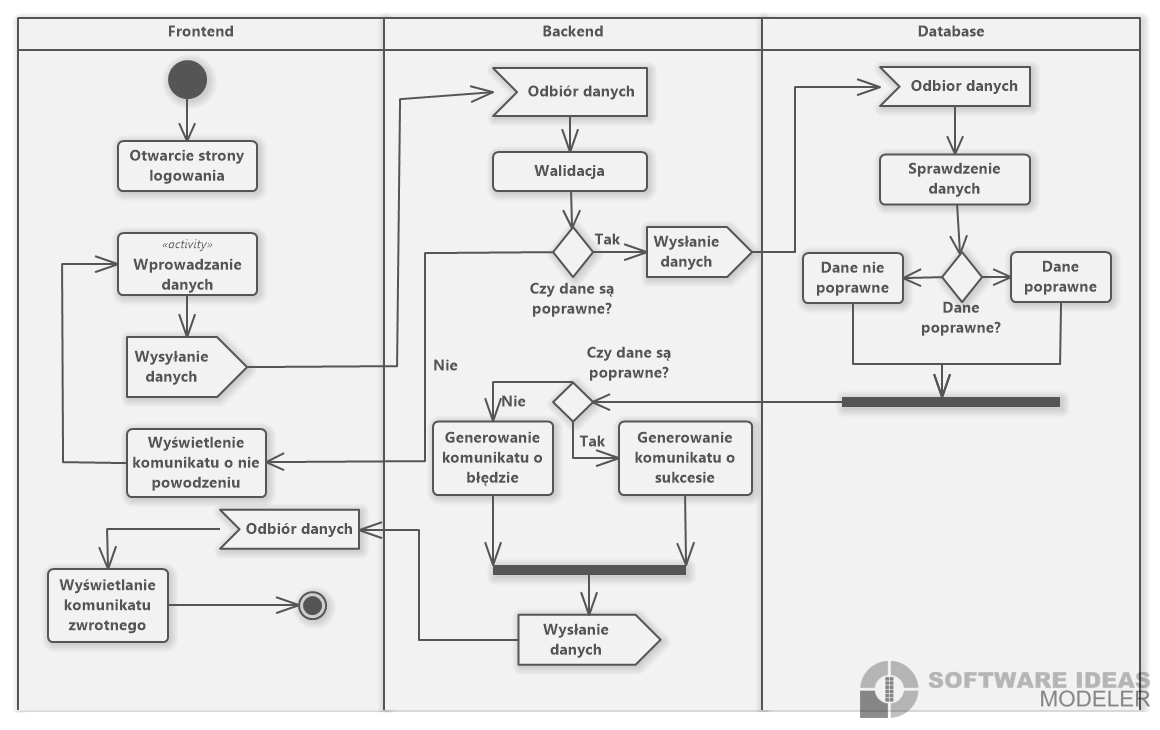 Frontend
Backend
Database
Otwarcie strony
logowania
«activity»
Wprowadzanie
danych
Wysyłanie
danych
Wyświetlenie
komunikatu o nie
powodzeniu
Odbiór danych
Wyświetlanie
komunikatu
zwrotnego
Odbiór danych
Walidacja
Tak
Wysłanie
danych
Czy dane są
poprawne?
Nie
Czy dane są
poprawne?
Nie
Tak
Generowanie
komunikatu o
błędzie
Generowanie
komunikatu o
sukcesie
Wysłanie
danych
Odbior danych
Sprawdzenie
danych
Dane nie
poprawne
Dane
poprawne
Dane
poprawne?
SOFTWARE IDEAS
MODELER